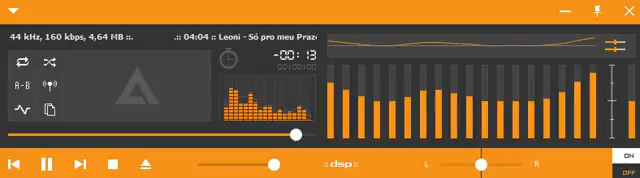 44 kHz, 160 kbps, 4,64 MB ::. .:: 04:04 :: Leoni - Só pro meu Praze
-00:13
00:00:00
A-B
dsp
L
R
ON
OFF